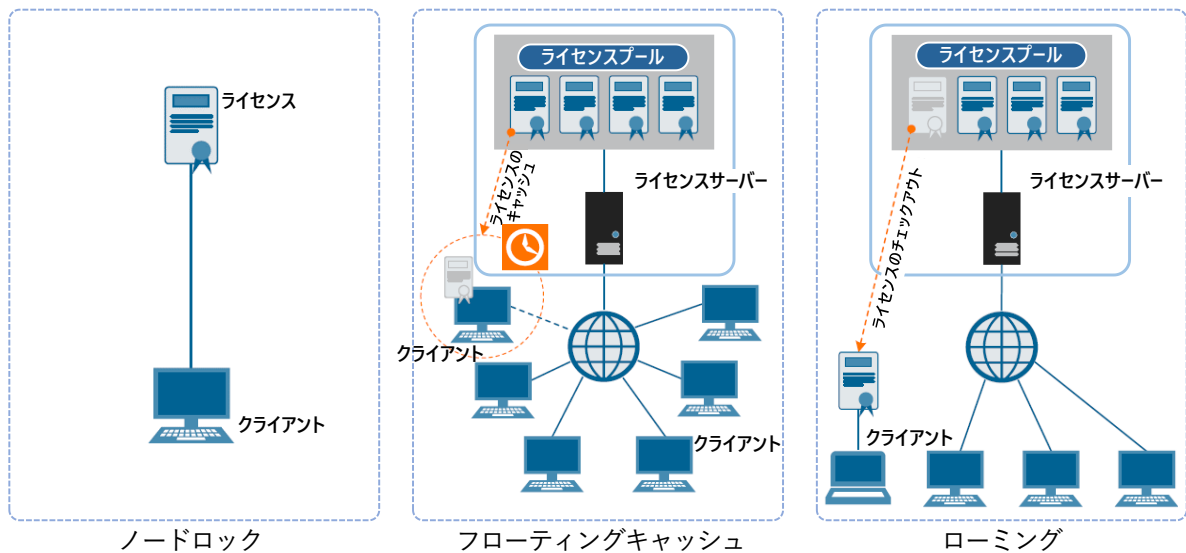 ライセンス
クライアント
ノードロック
ライセンスプール
ライセンスの
キャッシュ
ライセンスサーバー
クライアント
クライアント
フローティングキャッシュ
ライセンスプール
ライセンスサーバー
ライセンスのチェックアウト
クライアント
ローミング